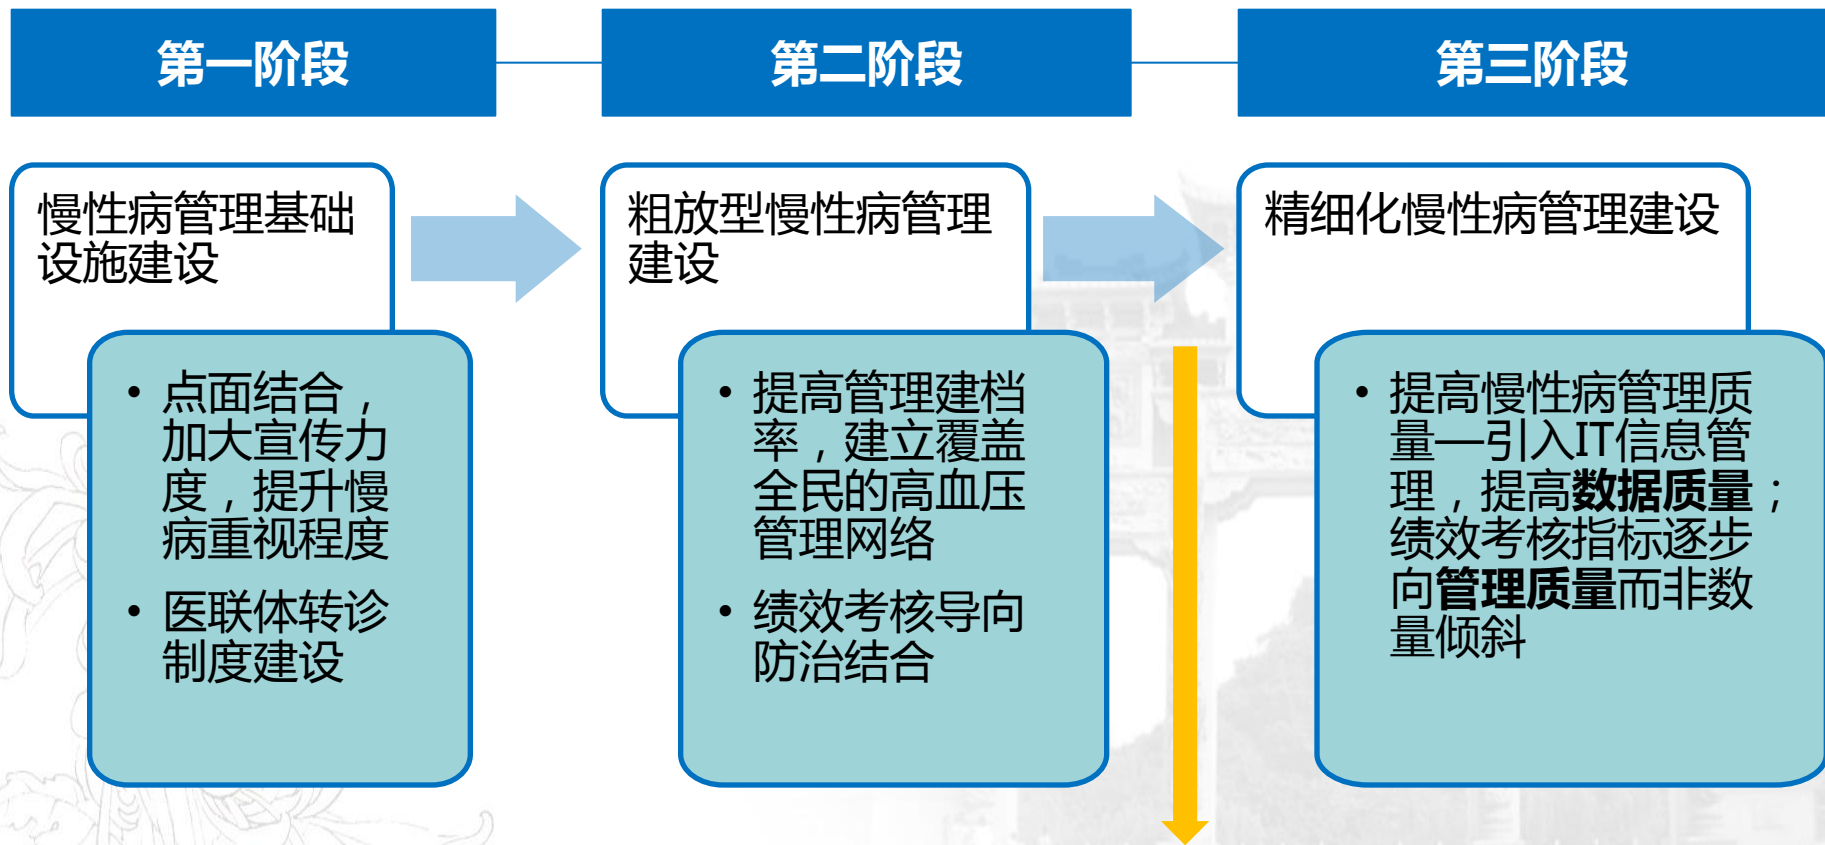 第一阶段
第二阶段
第三阶段
慢性病管理基础
设施建设
• 点面结合，
加大宣传力
度，提升慢
病重视程度
• 医联体转诊
制度建设
粗放型慢性病管理
建设
• 提高管理建档
率，建立覆盖
全民的高血压
管理网络
• 绩效考核导向
防治结合
精细化慢性病管理建设
• 提高慢性病管理质
量—引入IT信息管
理，提高数据质量；
绩效考核指标逐步
向管理质量而非数
量倾斜